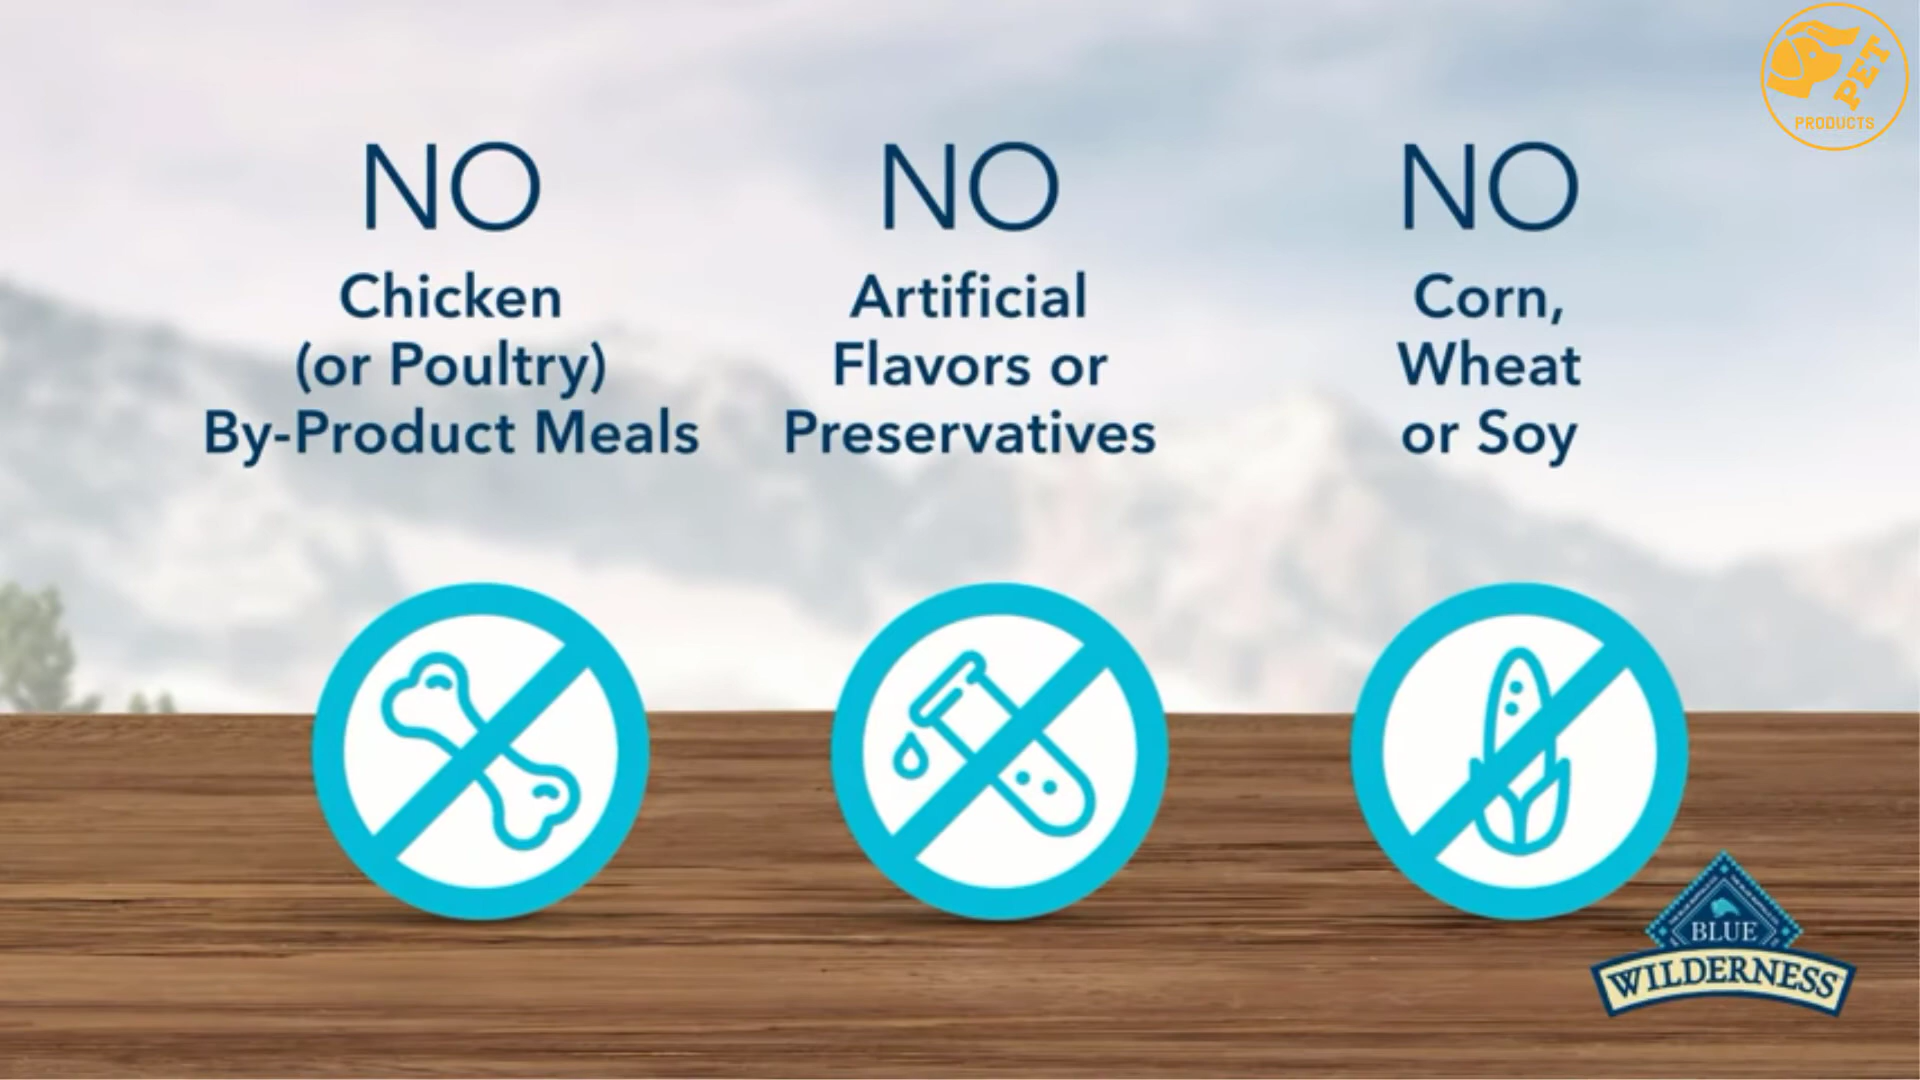 PET
PRODUCTS
NO
Chicken
(or Poultry)
By-Product Meals
NO
Artificial
Flavors or
Preservatives
NO
Corn,
Wheat
or Soy
BLUE
WILDERNESS